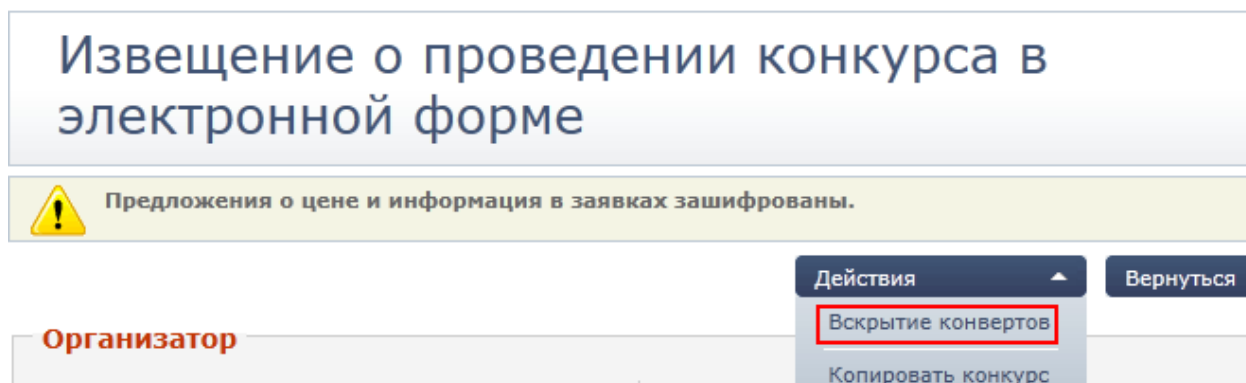 Извещение о проведении конкурса в
электронной форме
Предложения о цене и информация в заявках зашифрованы.
Действия
Вернуться
Вскрытие конвертов
Организатор
Копировать конкурс